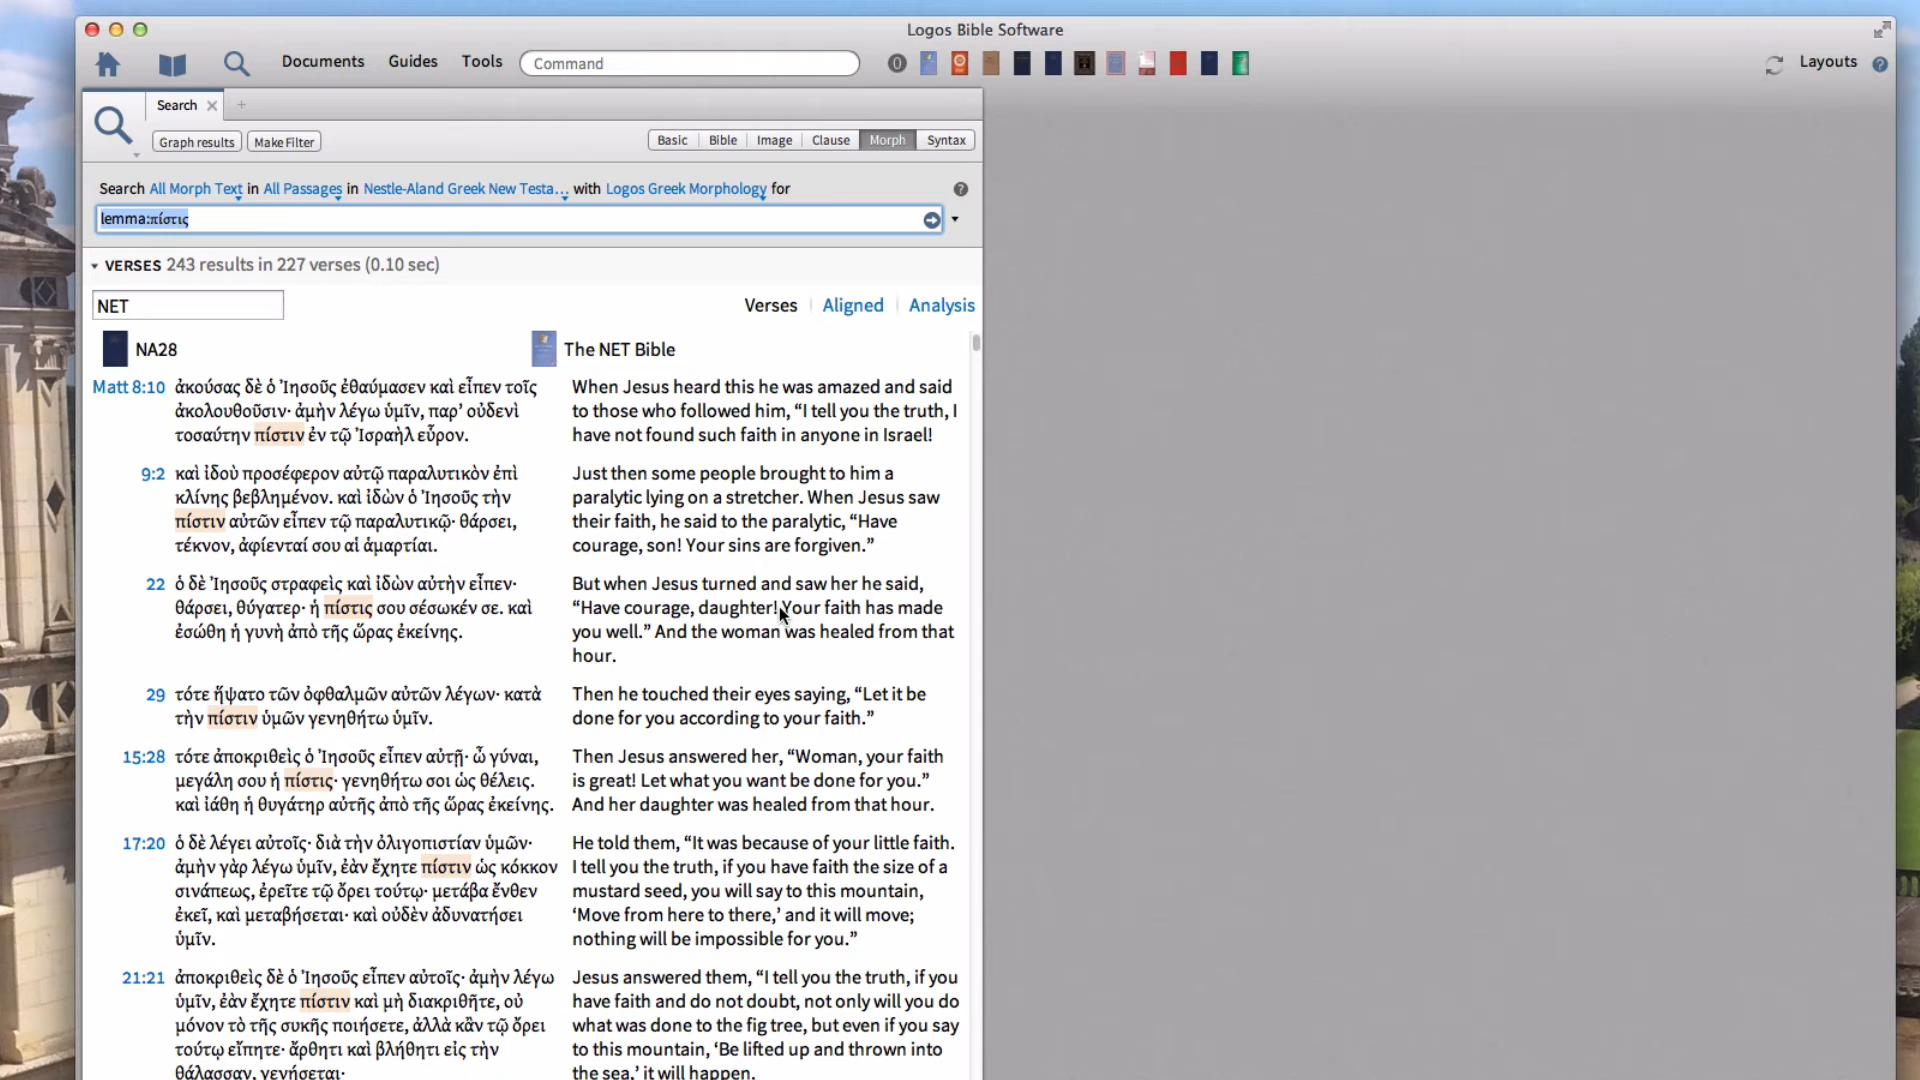 Logos Bible Software
Documents Guides Tools Command Layouts
Search
Graph results Make Filter Basic Bible Image Clause Morph Syntax
Search All Morph Text in All Passages in Nestle-Aland Greek New Testa... with Logos Greek Morphology for
lemma:πίστις
VERSES 243 results in 227 verses (0.10 sec)
NET Verses Aligned Analysis
NA28
Matt 8:10 ἀκούσας δὲ ὁ Ἰησοῦς ἐθαύμασεν καὶ εἶπεν τοῖς
ἀκολουθοῦσιν· ἀμὴν λέγω ὑμῖν, παρ’ οὐδενὶ
τοσαύτην πίστιν ἐν τῷ Ἰσραὴλ εὗρον.
9:2 καὶ ἰδοὺ προσέφερον αὐτῷ παραλυτικὸν ἐπὶ
κλίνης βεβλημένον. καὶ ἰδὼν ὁ Ἰησοῦς τὴν
πίστιν αὐτῶν εἶπεν τῷ παραλυτικῷ· θάρσει,
τέκνον, ἀφίενταί σου αἱ ἁμαρτίαι.
22 ὁ δὲ Ἰησοῦς στραφεὶς καὶ ἰδὼν αὐτὴν εἶπεν·
θάρσει, θύγατερ· ἡ πίστις σου σέσωκέν σε. καὶ
ἐσώθη ἡ γυνὴ ἀπὸ τῆς ὥρας ἐκείνης.
29 τότε ἥψατο τῶν ὀφθαλμῶν αὐτῶν λέγων· κατὰ
τὴν πίστιν ὑμῶν γενηθήτω ὑμῖν.
15:28 τότε ἀποκριθεὶς ὁ Ἰησοῦς εἶπεν αὐτῇ· ὦ γύναι,
μεγάλη σου ἡ πίστις· γενηθήτω σοι ὡς θέλεις.
καὶ ἰάθη ἡ θυγάτηρ αὐτῆς ἀπὸ τῆς ὥρας ἐκείνης.
17:20 ὁ δὲ λέγει αὐτοῖς· διὰ τὴν ὀλιγοπιστίαν ὑμῶν·
ἀμὴν γὰρ λέγω ὑμῖν, ἐὰν ἔχητε πίστιν ὡς κόκκον
σινάπεως, ἐρεῖτε τῷ ὄρει τούτῳ· μετάβα ἔνθεν
ἐκεῖ, καὶ μεταβήσεται· καὶ οὐδὲν ἀδυνατήσει
ὑμῖν.
21:21 ἀποκριθεὶς δὲ ὁ Ἰησοῦς εἶπεν αὐτοῖς· ἀμὴν λέγω
ὑμῖν, ἐὰν ἔχητε πίστιν καὶ μὴ διακριθῆτε, οὐ
μόνον τὸ τῆς συκῆς ποιήσετε, ἀλλὰ κἂν τῷ ὄρει
τούτῳ εἴπητε· ἄρθητι καὶ βλήθητι εἰς τὴν
θάλασσαν, γενήσεται·
The NET Bible
When Jesus heard this he was amazed and said
to those who followed him, “I tell you the truth, I
have not found such faith in anyone in Israel!
Just then some people brought to him a
paralytic lying on a stretcher. When Jesus saw
their faith, he said to the paralytic, “Have
courage, son! Your sins are forgiven.”
But when Jesus turned and saw her he said,
“Have courage, daughter! Your faith has made
you well.” And the woman was healed from that
hour.
Then he touched their eyes saying, “Let it be
done for you according to your faith.”
Then Jesus answered her, “Woman, your faith
is great! Let what you want be done for you.”
And her daughter was healed from that hour.
He told them, “It was because of your little faith.
I tell you the truth, if you have faith the size of a
mustard seed, you will say to this mountain,
‘Move from here to there,’ and it will move;
nothing will be impossible for you.”
Jesus answered them, “I tell you the truth, if you
have faith and do not doubt, not only will you do
what was done to the fig tree, but even if you say
to this mountain, ‘Be lifted up and thrown into
the sea,’ it will happen.